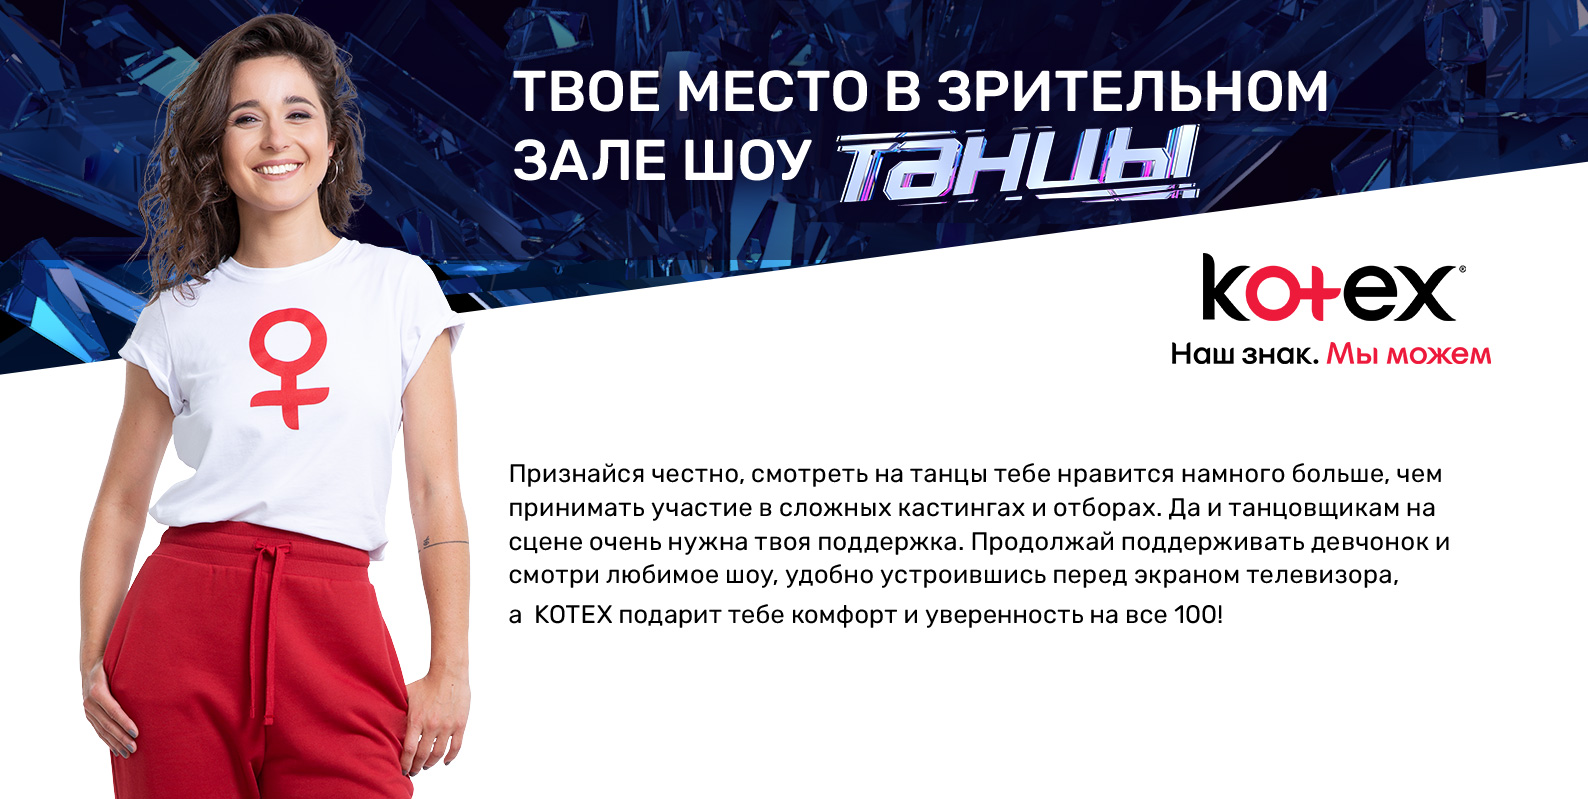 ТВОЕ МЕСТО В ЗРИТЕЛЬНОМ
ЗАЛЕ ШОУ ТАНЦЫ
kotex®
Наш знак. Мы можем
Признайся честно, смотреть на танцы тебе нравится намного больше, чем
принимать участие в сложных кастингах и отборах. Да и танцовщикам на
сцене очень нужна твоя поддержка. Продолжай поддерживать девчонок и
смотри любимое шоу, удобно устроившись перед экраном телевизора,
а KOTEX подарит тебе комфорт и уверенность на все 100!